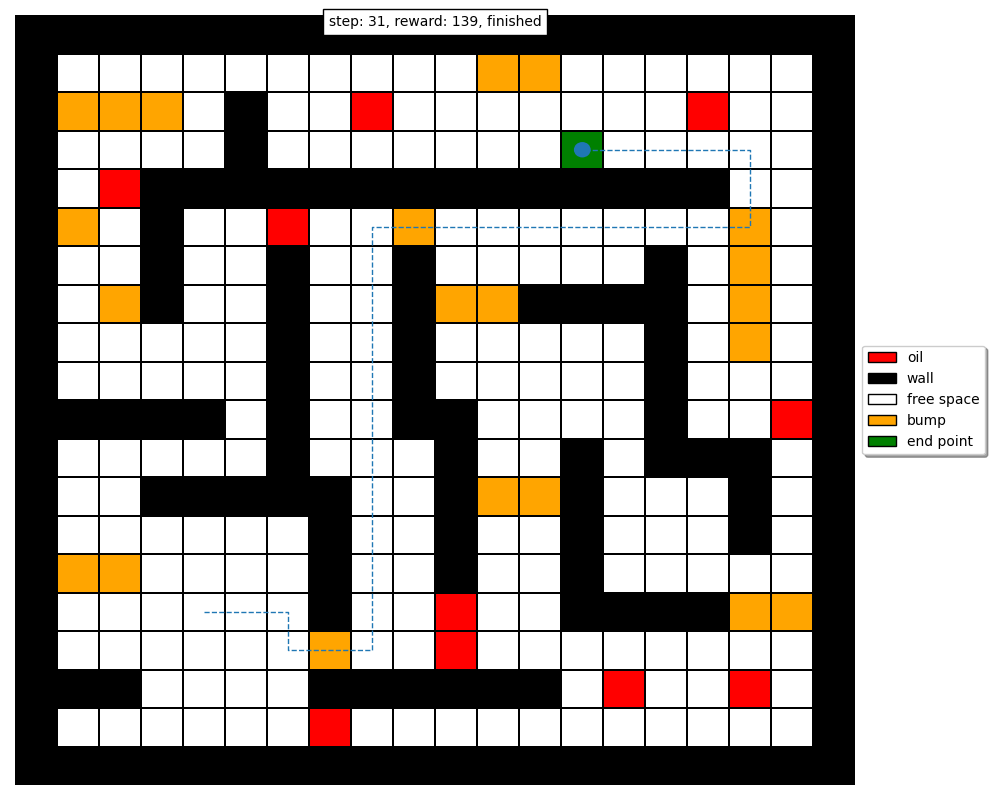 step: 31, reward: 139, finished
oil
wall
free space
bump
end point